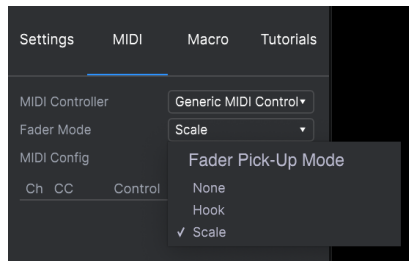 Settings MIDI Macro Tutorials
MIDI Controller Generic MIDI Control▾
Fader Mode Scale ▾
MIDI Config Fader Pick-Up Mode
Ch CC Control None
Hook
✓ Scale